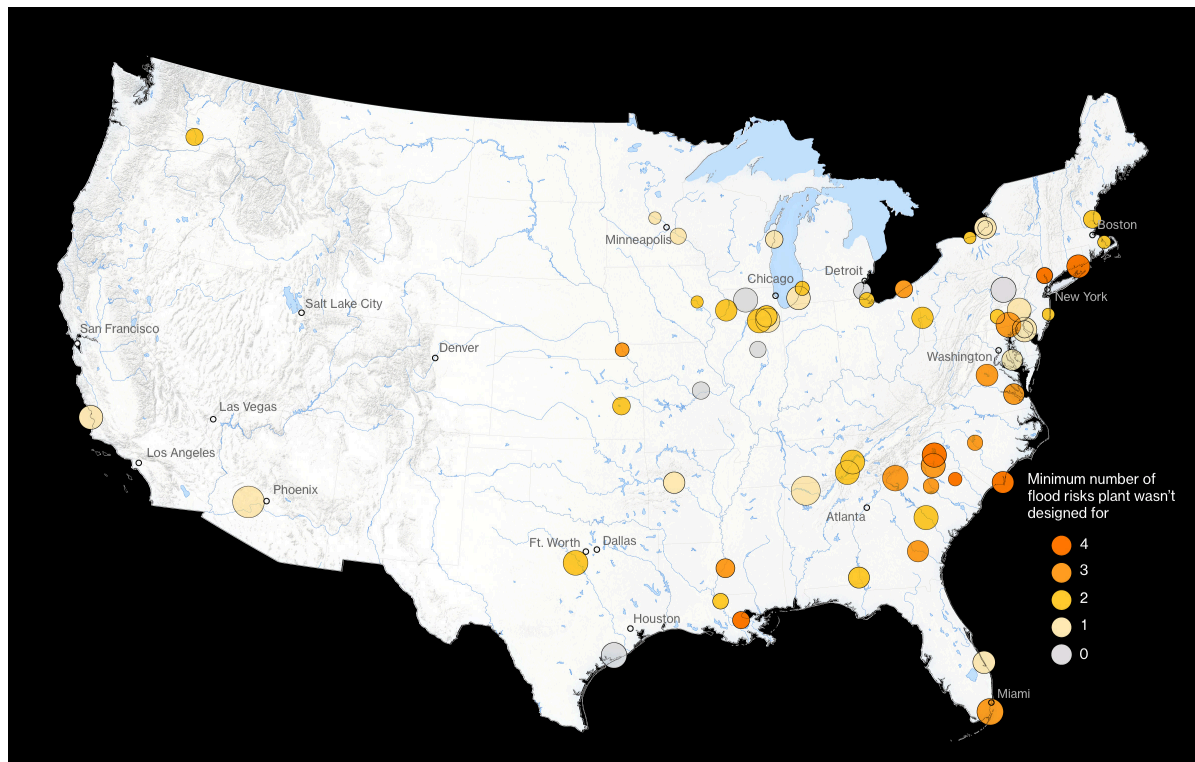 Boston
Minneapolis
Detroit
Chicago
New York
Salt Lake City
San Francisco
Denver
Washington
Las Vegas
Los Angeles
Phoenix
Minimum number of
flood risks plant wasn't
designed for
Atlanta
Ft. Worth
Dallas
4
3
2
Houston
1
0
Miami